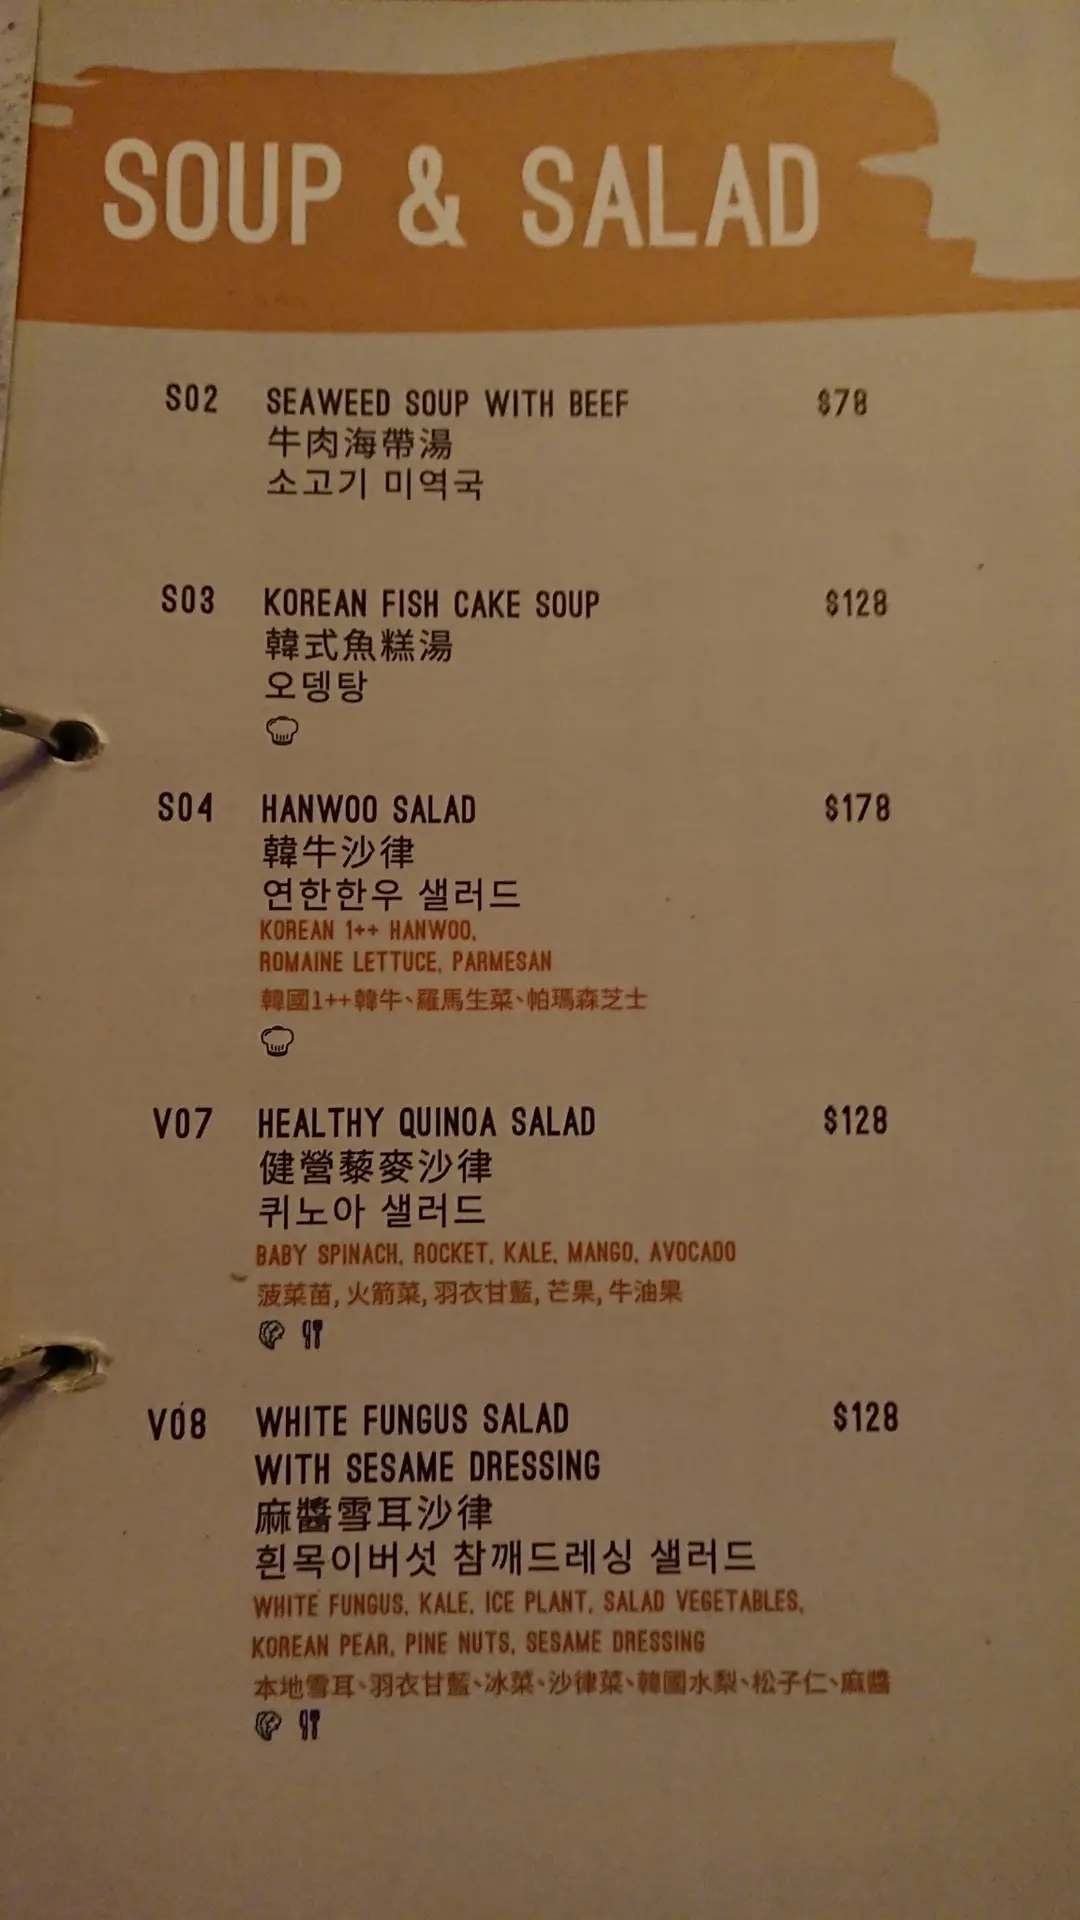 SOUP & SALAD
S02 SEAWEED SOUP WITH BEEF $78
牛肉海帶湯
소고기 미역국
S03 KOREAN FISH CAKE SOUP $128
韓式魚糕湯
오뎅탕
S04 HANWOO SALAD $178
韓牛沙律
연한한우 샐러드
KOREAN 1++ HANWOO,
ROMAINE LETTUCE, PARMESAN
韓國1++韓牛、羅馬生菜、帕瑪森芝士
V07 HEALTHY QUINOA SALAD $128
健營藜麥沙律
퀴노아 샐러드
BABY SPINACH, ROCKET, KALE, MANGO, AVOCADO
菠菜苗, 火箭菜, 羽衣甘藍, 芒果, 牛油果
V08 WHITE FUNGUS SALAD $128
WITH SESAME DRESSING
麻醬雪耳沙律
흰목이버섯 참깨드레싱 샐러드
WHITE FUNGUS, KALE, ICE PLANT, SALAD VEGETABLES,
KOREAN PEAR, PINE NUTS, SESAME DRESSING
本地雪耳、羽衣甘藍、冰菜、沙律菜、韓國水梨、松子仁、麻醬